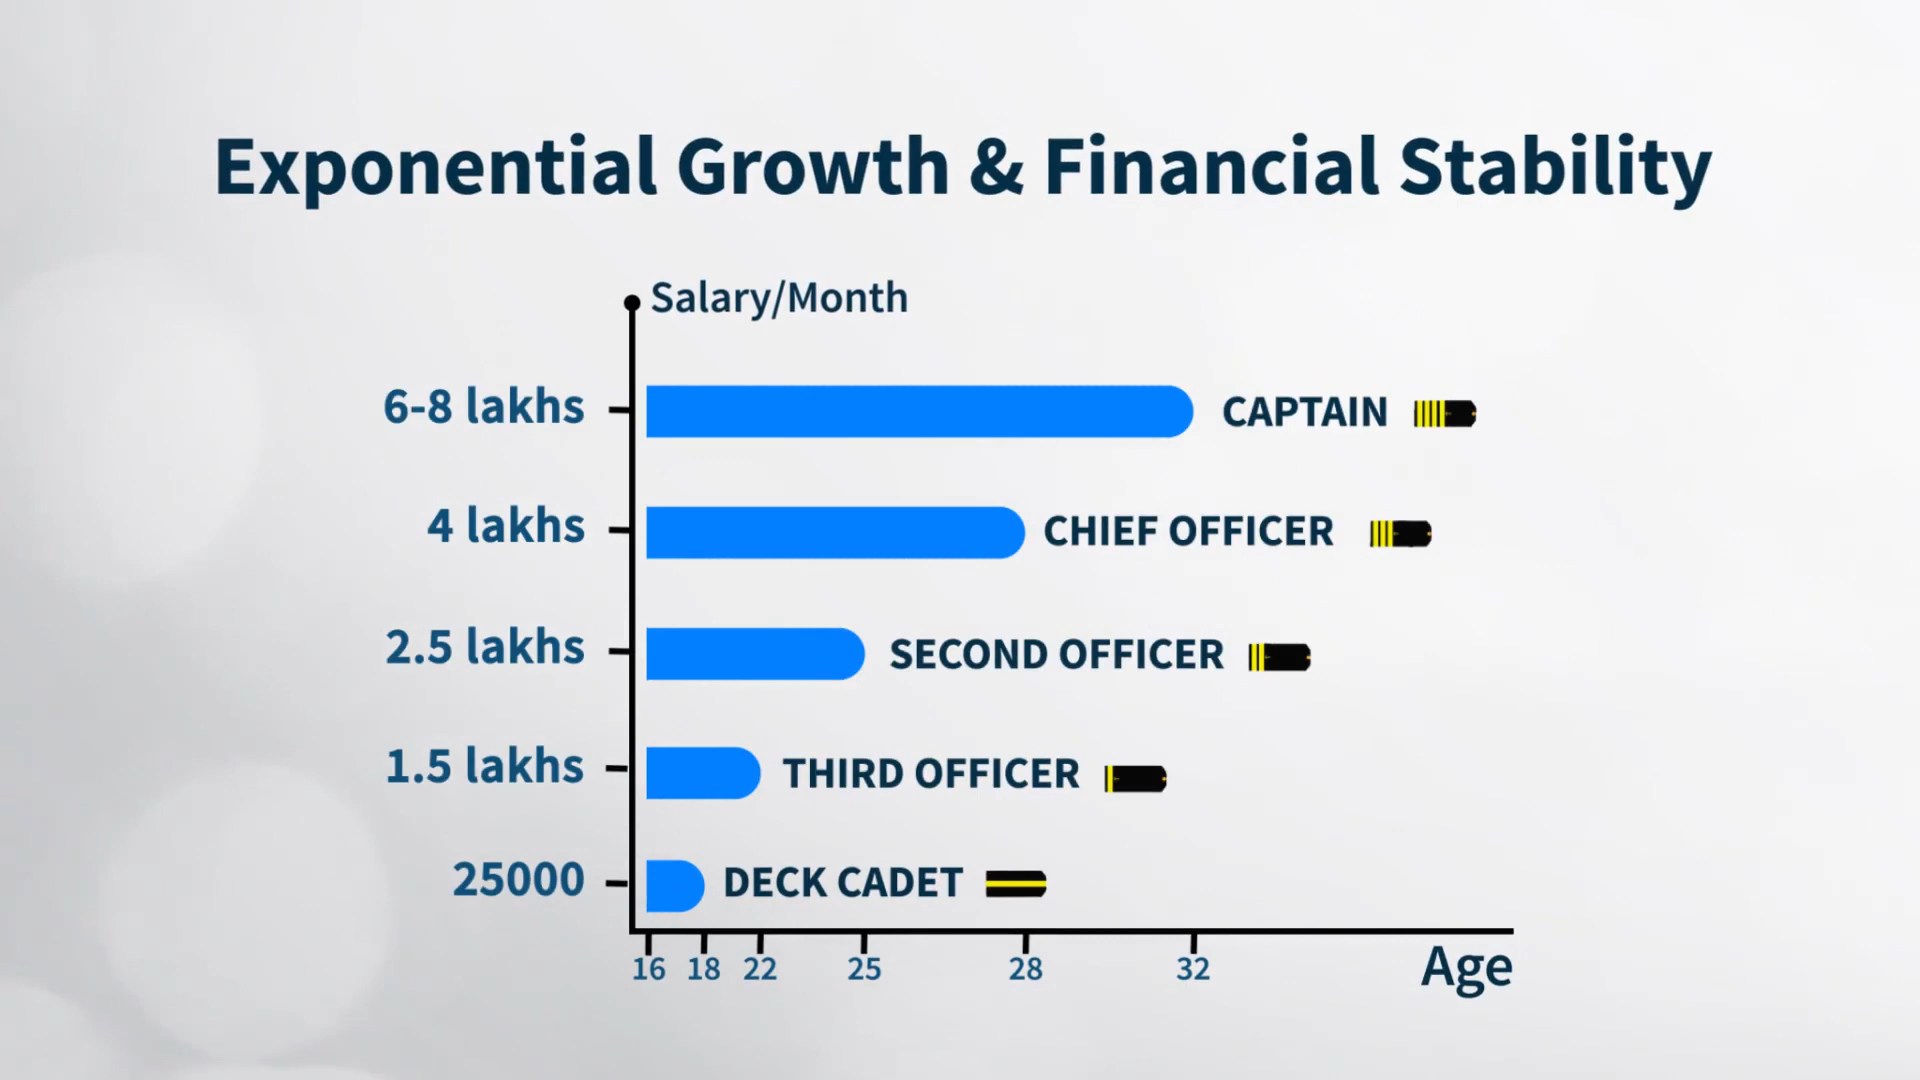 Exponential Growth & Financial Stability
Salary/Month
6-8 lakhs CAPTAIN
4 lakhs CHIEF OFFICER
2.5 lakhs SECOND OFFICER
1.5 lakhs THIRD OFFICER
25000 DECK CADET
16 18 22 25 28 32 Age